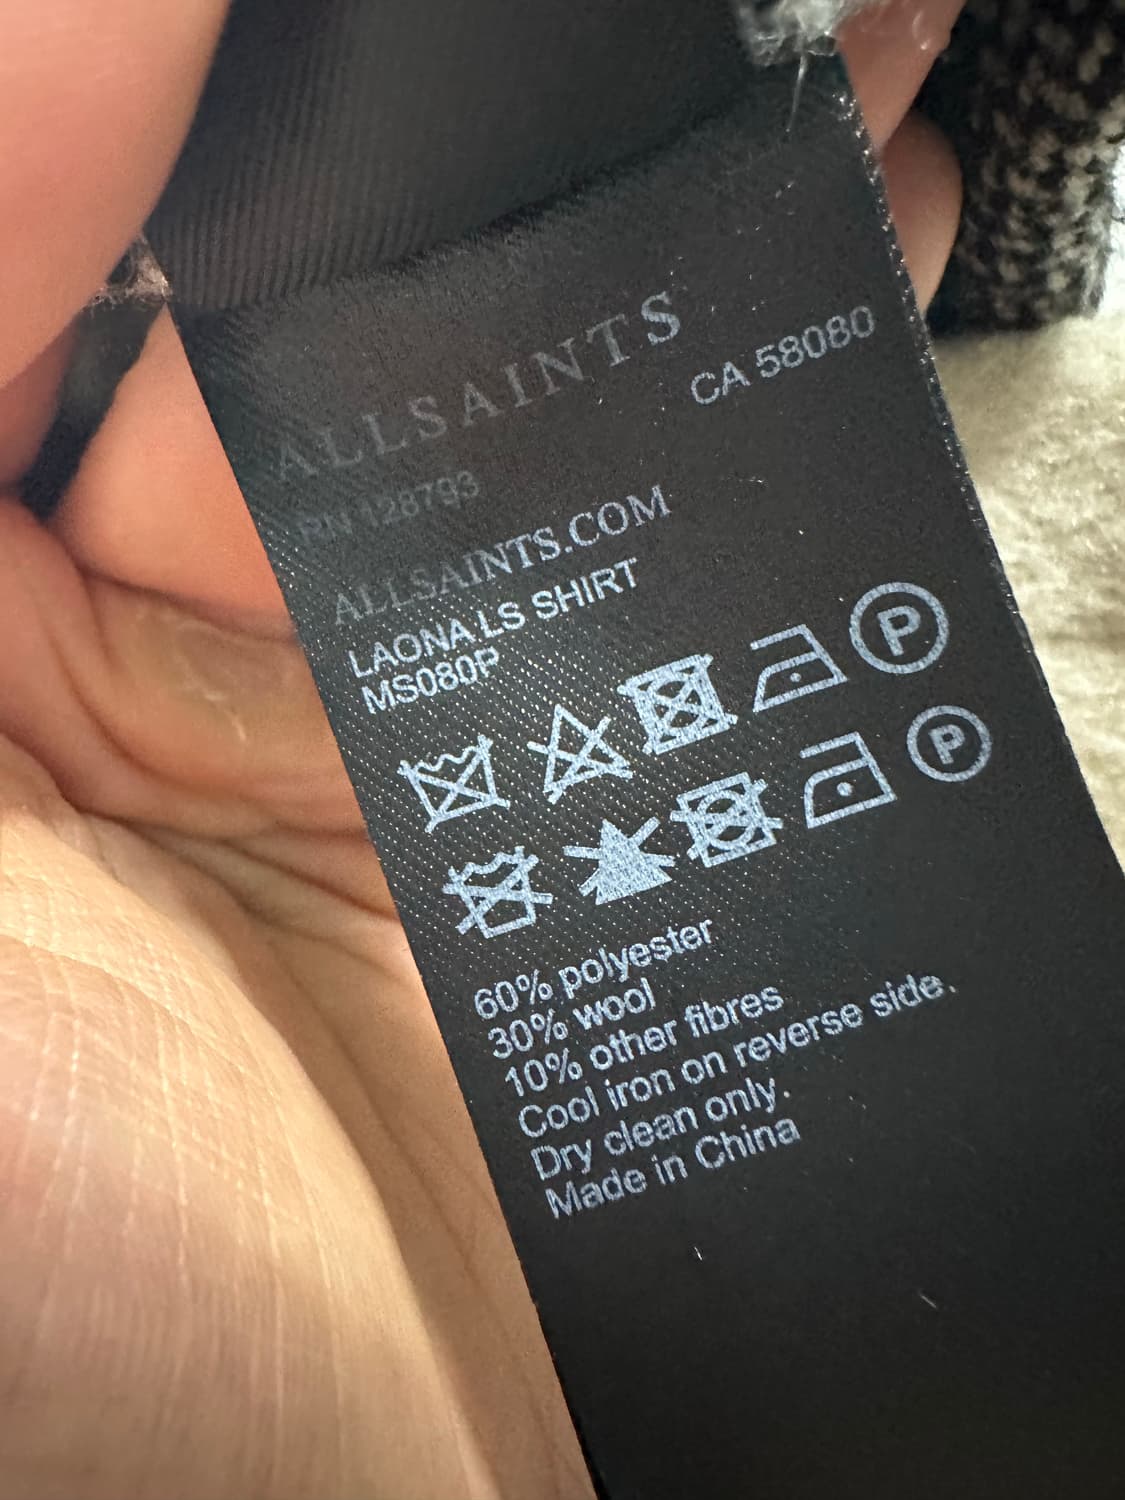 ALLSAINTS
RN 128793 CA 58080
ALLSAINTS.COM
LAONA LS SHIRT
MS080P
P
P
60% polyester
30% wool
10% other fibres
Cool iron on reverse side.
Dry clean only.
Made in China